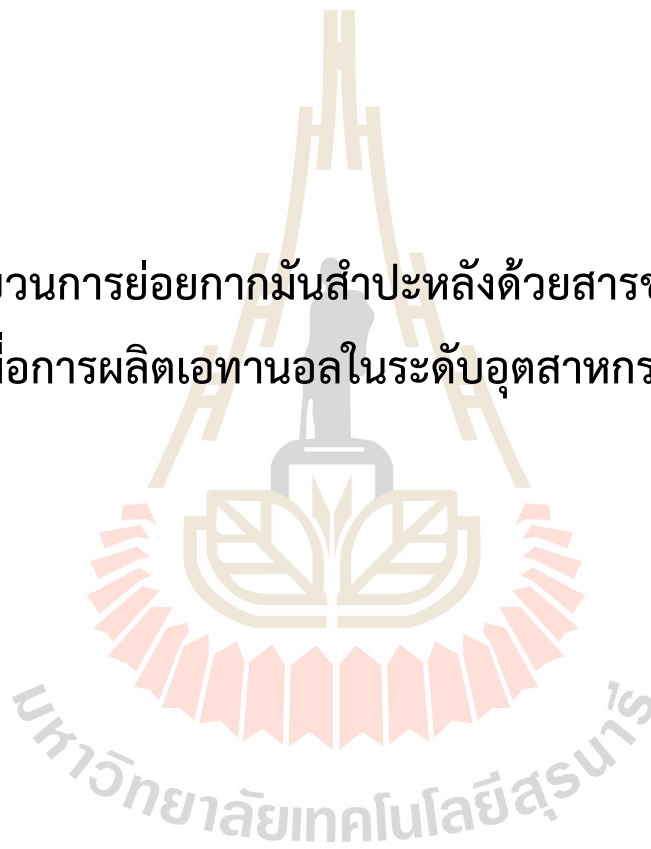 วนการย่อยกากมันสำปะหลังด้วยสาร
การผลิตเอทานอลในระดับอุตสาหกร
มหาวิทยาลัยเทคโนโลยีสุรนารี